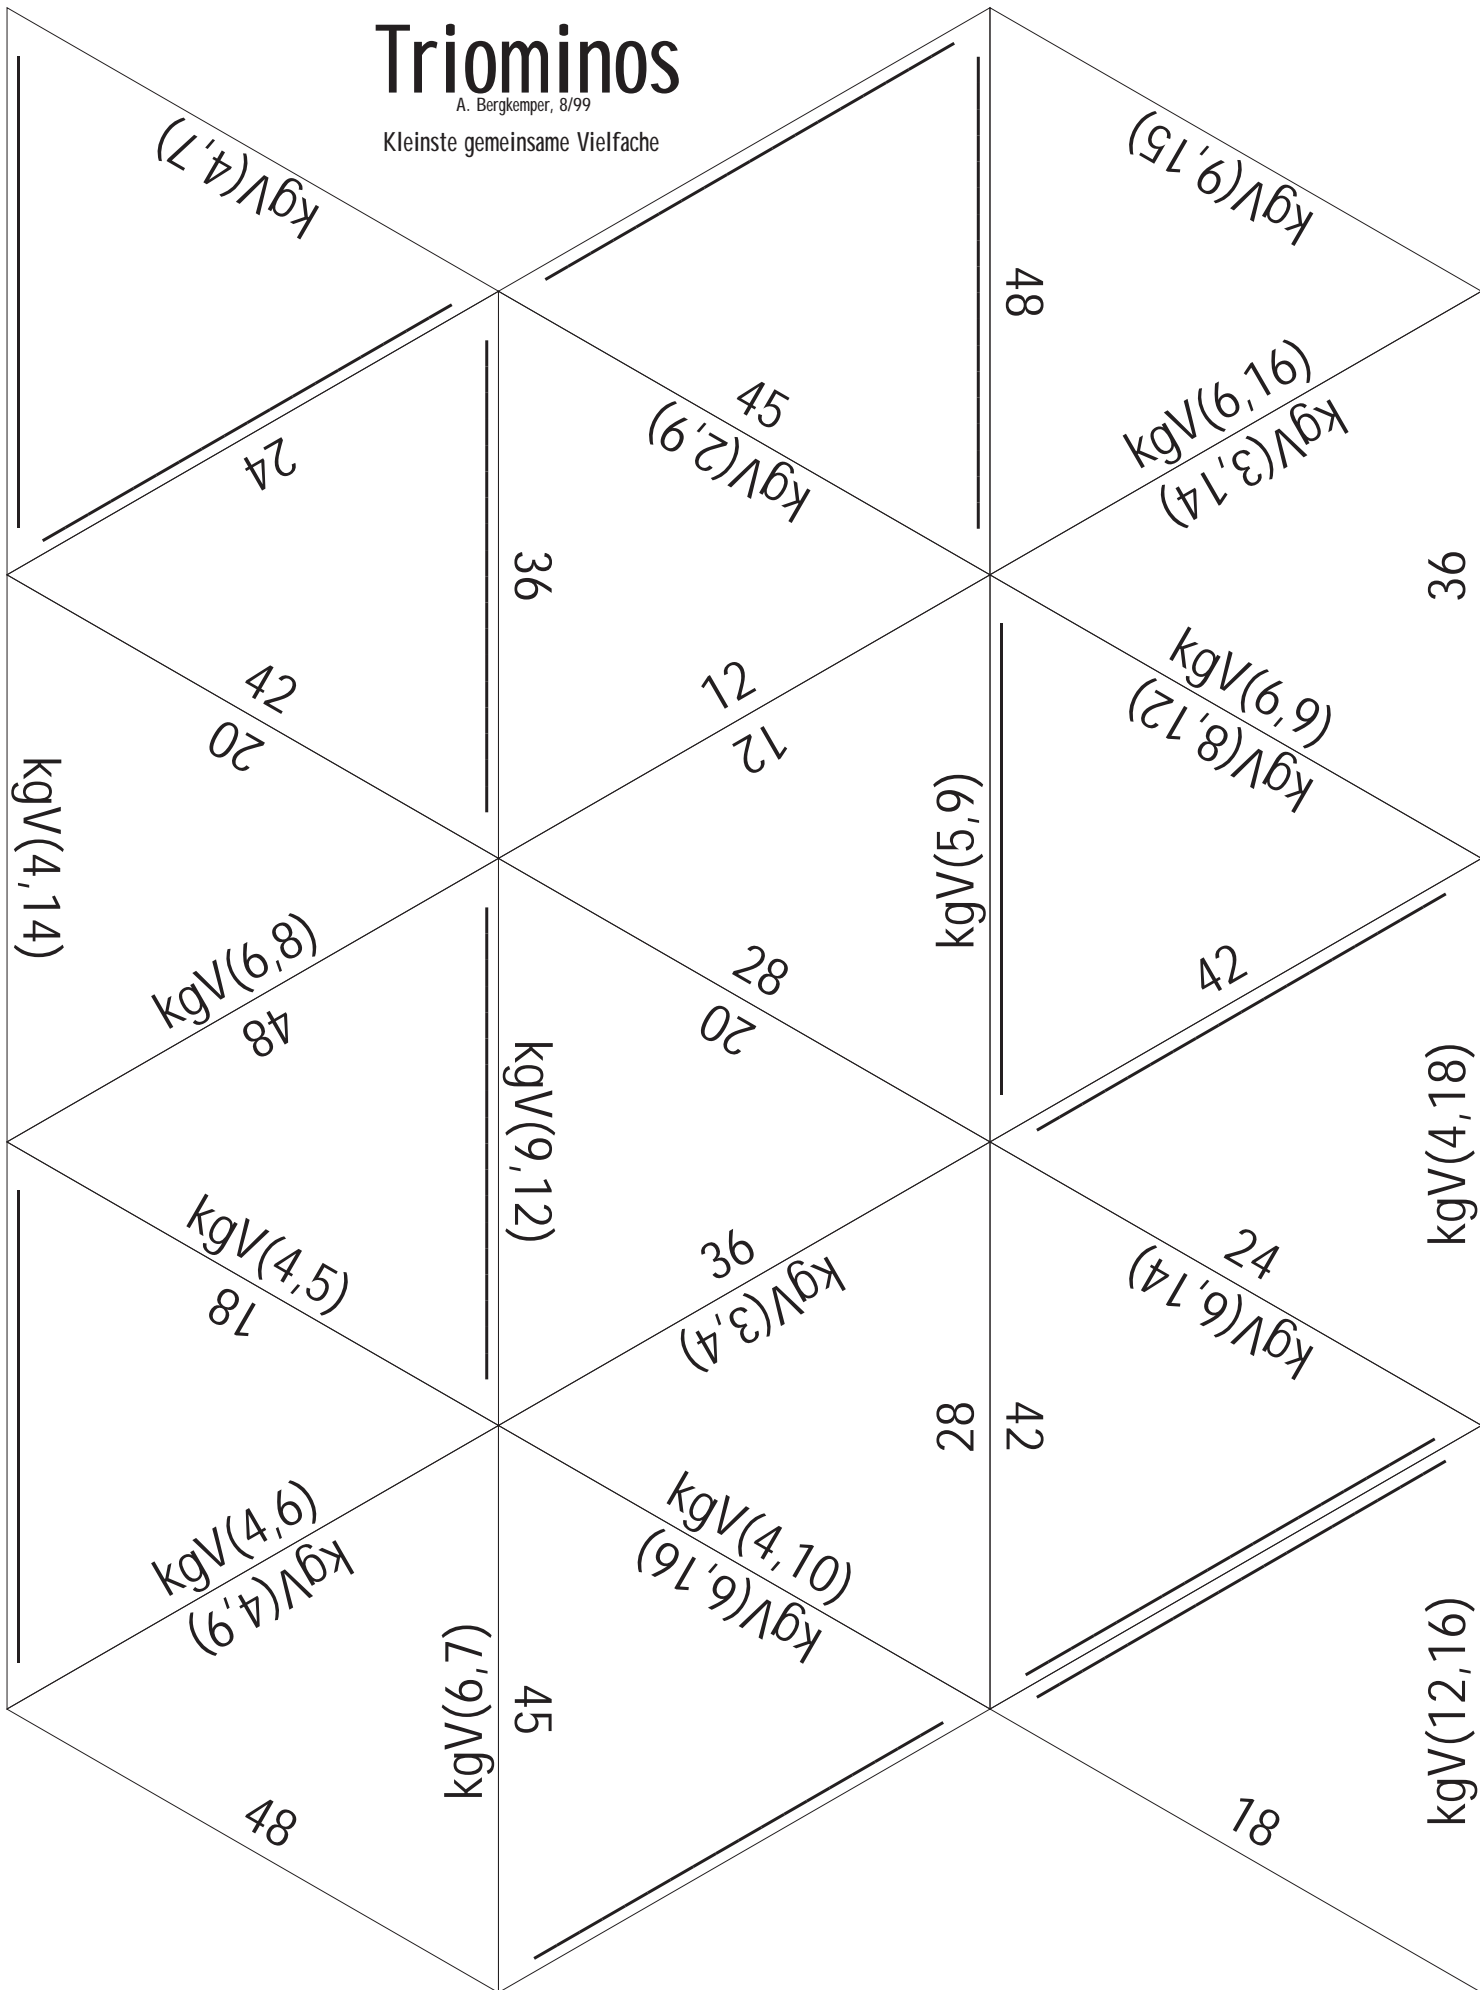 Triominos
A. Bergkemper, 8/99
Kleinste gemeinsame Vielfache
kgV(4,7)
kgV(9,15)
48
kgV(6,16)
45
kgV(2,9)
kgV(3,14)
24
36
36
kgV(9,9)
42
12
kgV(8,12)
20
12
kgV(4,14)
kgV(5,9)
kgV(6,8)
28
42
48
20
kgV(9,12)
kgV(4,18)
kgV(4,5)
36
24
18
kgV(3,4)
kgV(6,14)
28
42
kgV(4,6)
kgV(4,10)
kgV(4,9)
kgV(6,16)
kgV(6,7)
45
kgV(12,16)
48
18